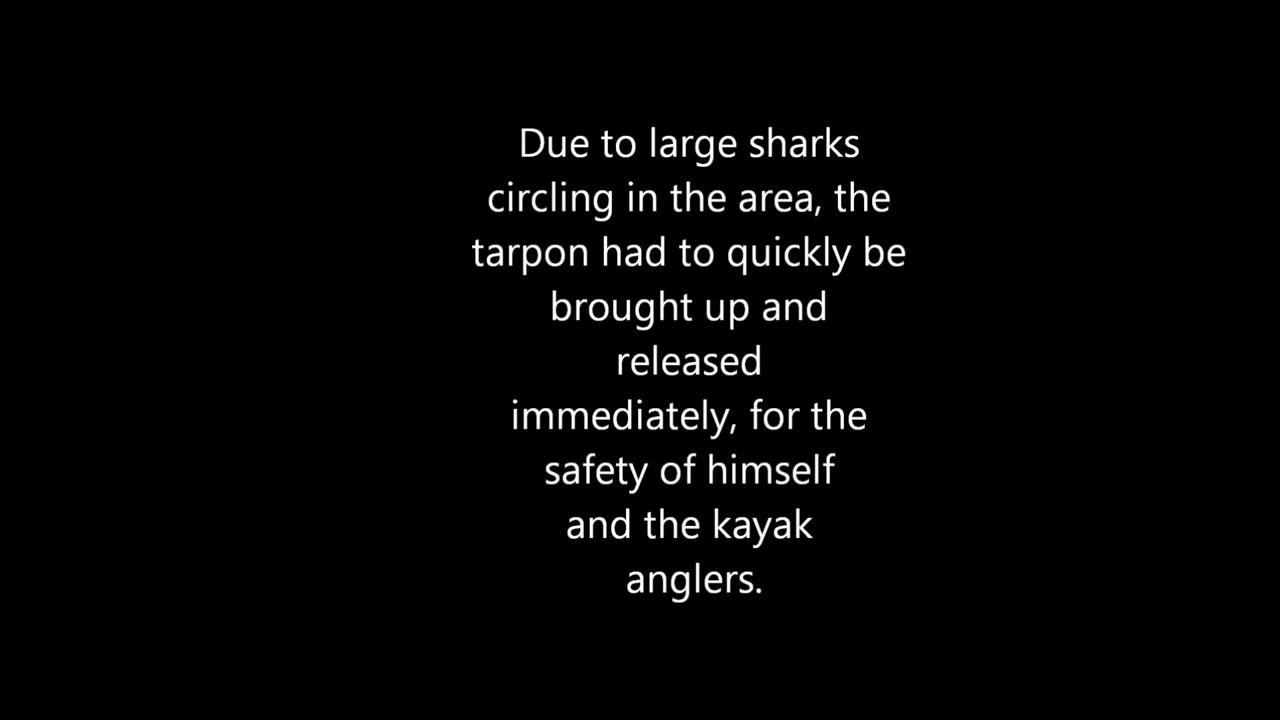 Due to large sharks
circling in the area, the
tarpon had to quickly be
brought up and
released
immediately, for the
safety of himself
and the kayak
anglers.